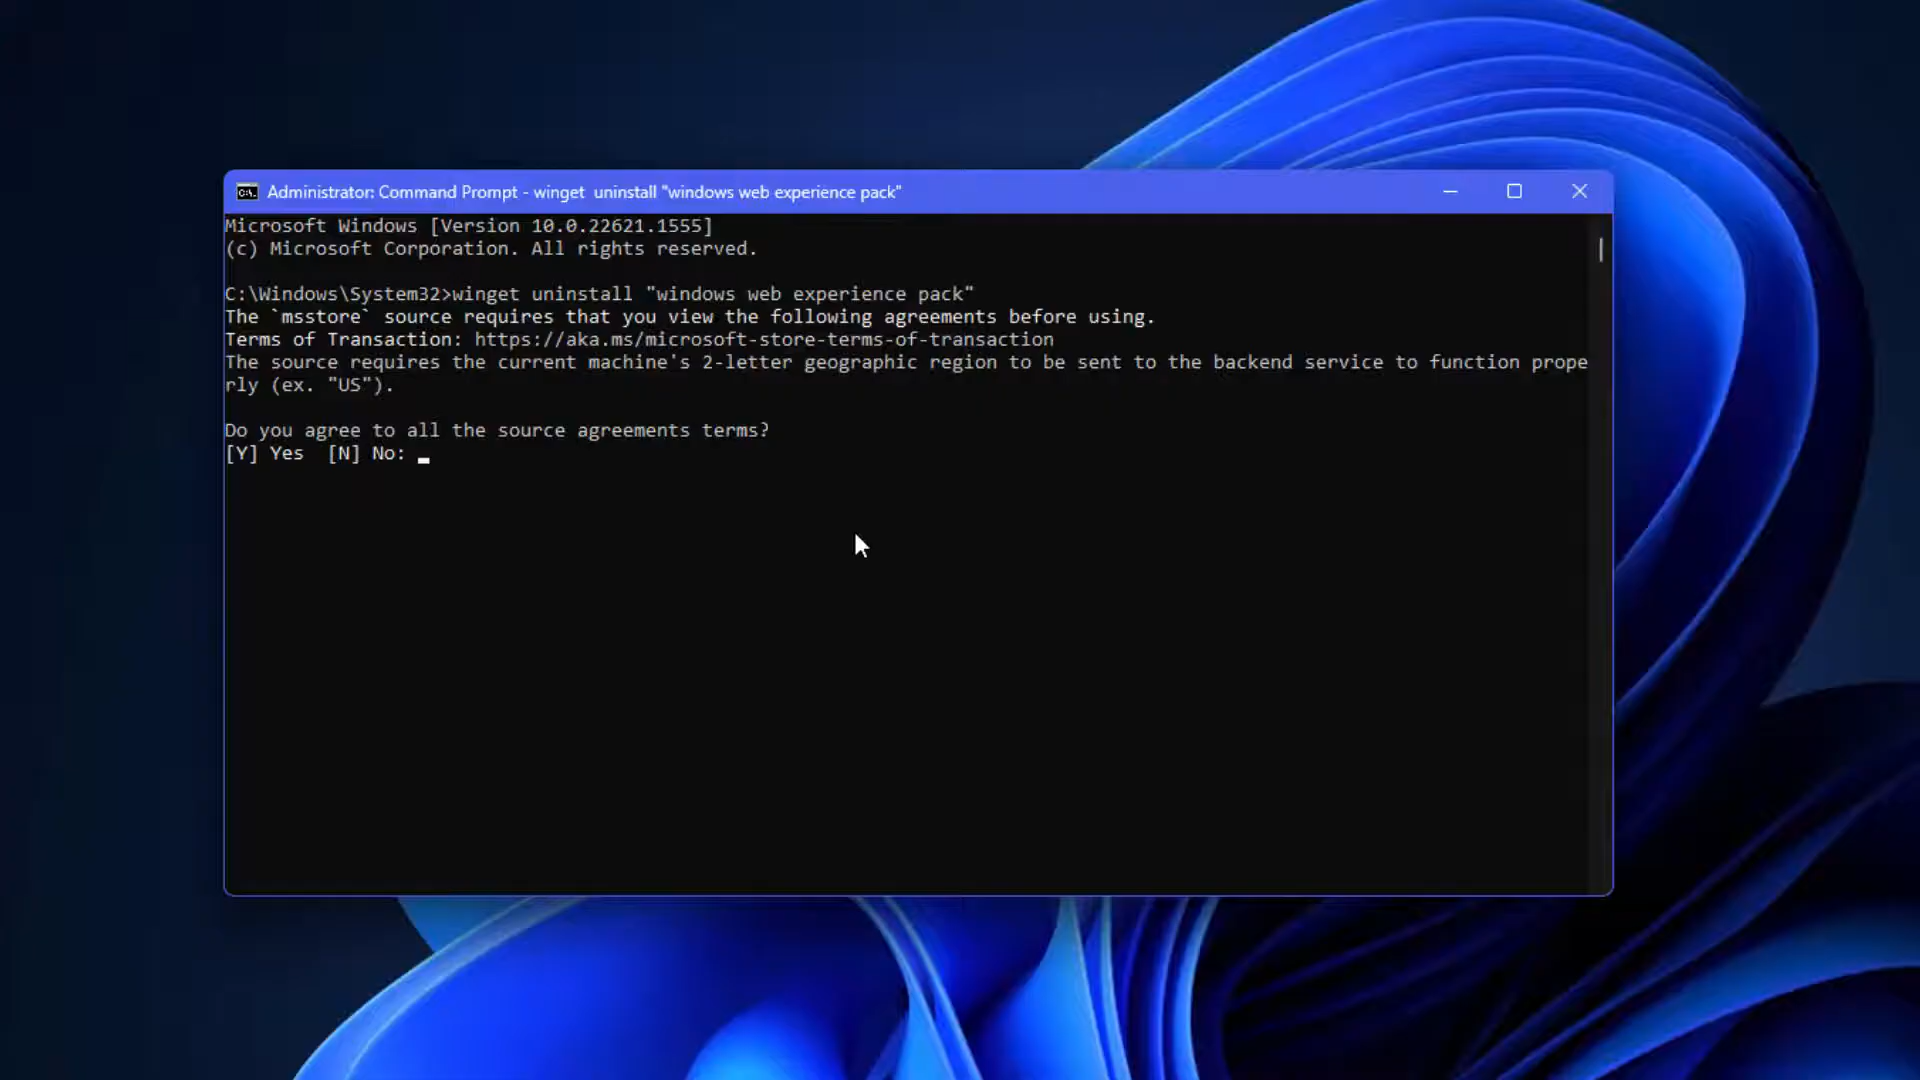 Administrator: Command Prompt - winget  uninstall "windows web experience pack"
Microsoft Windows [Version 10.0.22621.1555]
(c) Microsoft Corporation. All rights reserved.
C:\Windows\System32>winget uninstall "windows web experience pack"
The `msstore` source requires that you view the following agreements before using.
Terms of Transaction: https://aka.ms/microsoft-store-terms-of-transaction
The source requires the current machine's 2-letter geographic region to be sent to the backend service to function prope
rly (ex. "US").
Do you agree to all the source agreements terms?
[Y] Yes  [N] No: